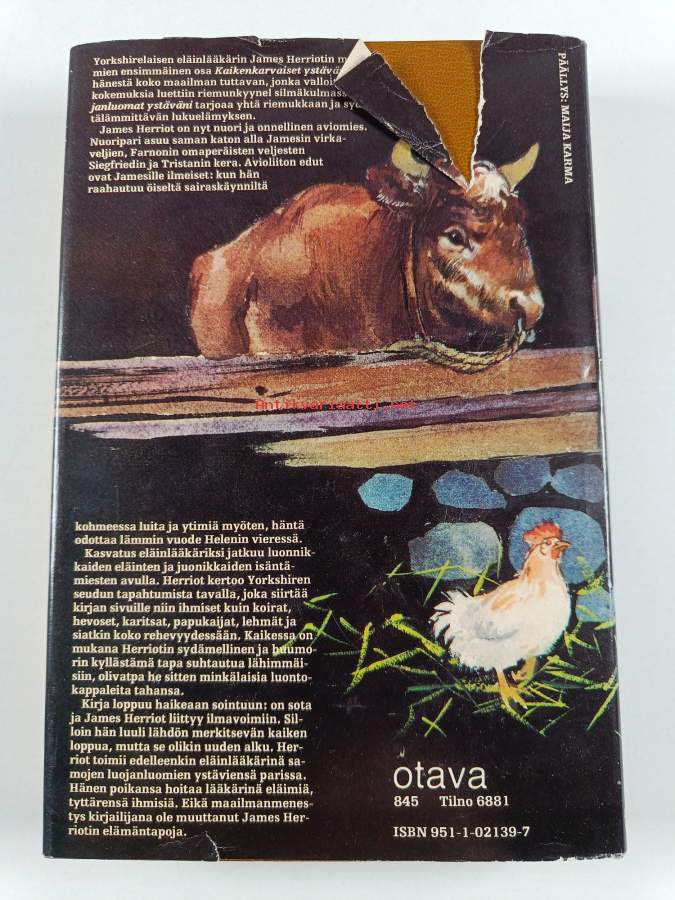 Yorkshirelaisen eläinlääkärin James Herriotin
mien ensimmäinen osa Kaikenkarvaiset
hänestä koko maailman tuttavan, jonka
kokemuksia luettiin riemunkyynel
janluomat ystäväni tarjoaa yhtä riemukkaan ja
tälämmittävän lukuelämyksen.
James Herriot on nyt nuori ja onnellinen aviomies.
Nuoripari asuu saman katon alla Jamesin virka-
veljien, Farnonin omaperäisten veljesten
Siegfriedin ja Tristanin kera. Avioliiton edut
ovat Jamesille ilmeiset: kun hän
raahautuu öiseltä sairaskäynniltä
PÄÄLLYS: MAIJA KARMA
Antikvariaatti.net
kohmeessa luita ja ytimiä myöten, häntä
odottaa lämmin vuode Helenin vieressä.
Kasvatus eläinlääkäriksi jatkuu luonnik-
kaiden eläinten ja juonikkaiden isäntä-
miesten avulla. Herriot kertoo Yorkshiren
seudun tapahtumista tavalla, joka siirtää
kirjan sivuille niin ihmiset kuin koirat,
hevoset, karitsat, papukaijat, lehmät ja
siatkin koko rehevyydessään. Kaikessa on
mukana Herriotin sydämellinen ja huumo-
rin kyllästämä tapa suhtautua lähimmäi-
siin, olivatpa he sitten minkälaisia luonto-
kappaleita tahansa.
Kirja loppuu haikeaan sointuun: on sota
ja James Herriot liittyy ilmavoimiin. Sil-
loin hän luuli lähdön merkitsevän kaiken
loppua, mutta se olikin uuden alku. Her-
riot toimii edelleenkin eläinlääkärinä sa-
mojen luojanluomien ystäviensä parissa.
Hänen poikansa hoitaa lääkärinä eläimiä,
tyttärensä ihmisiä. Eikä maailmanmenes-
tys kirjailijana ole muuttanut James Her-
riotin elämäntapoja.
otava
845 Tilno 6881
ISBN 951-1-02139-7